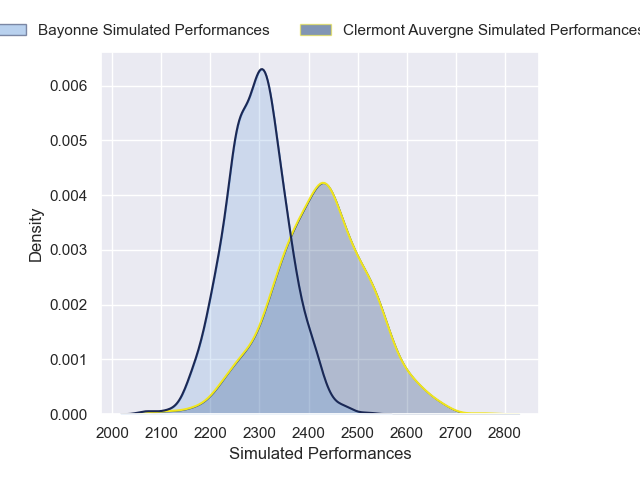 Bayonne Simulated Performances
Clermont Auvergne Simulated Performances
0.006
0.005
0.004
0.003
0.002
0.001
0.000
Density
2000 2100 2200 2300 2400 2500 2600 2700 2800
Simulated Performances